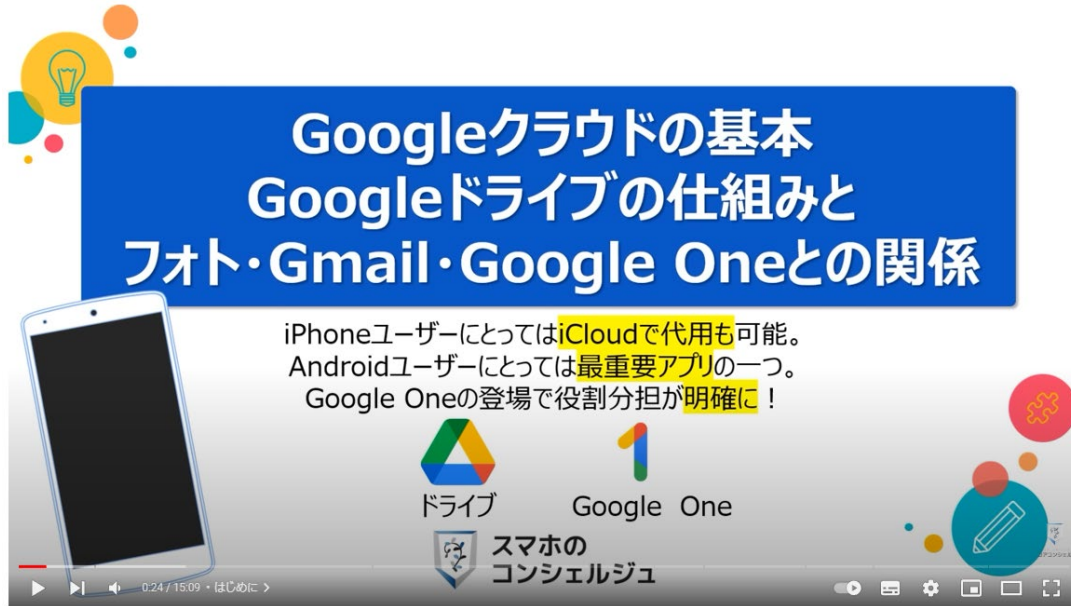 Googleクラウドの基本
Googleドライブの仕組みと
フォト・Gmail・Google Oneとの関係
iPhoneユーザーにとってはiCloudで代用も可能。
Androidユーザーにとっては最重要アプリの一つ。
Google Oneの登場で役割分担が明確に！
ドライブ
Google One
スマホの
コンシェルジュ
0:24 / 15:09 ・ はじめに >